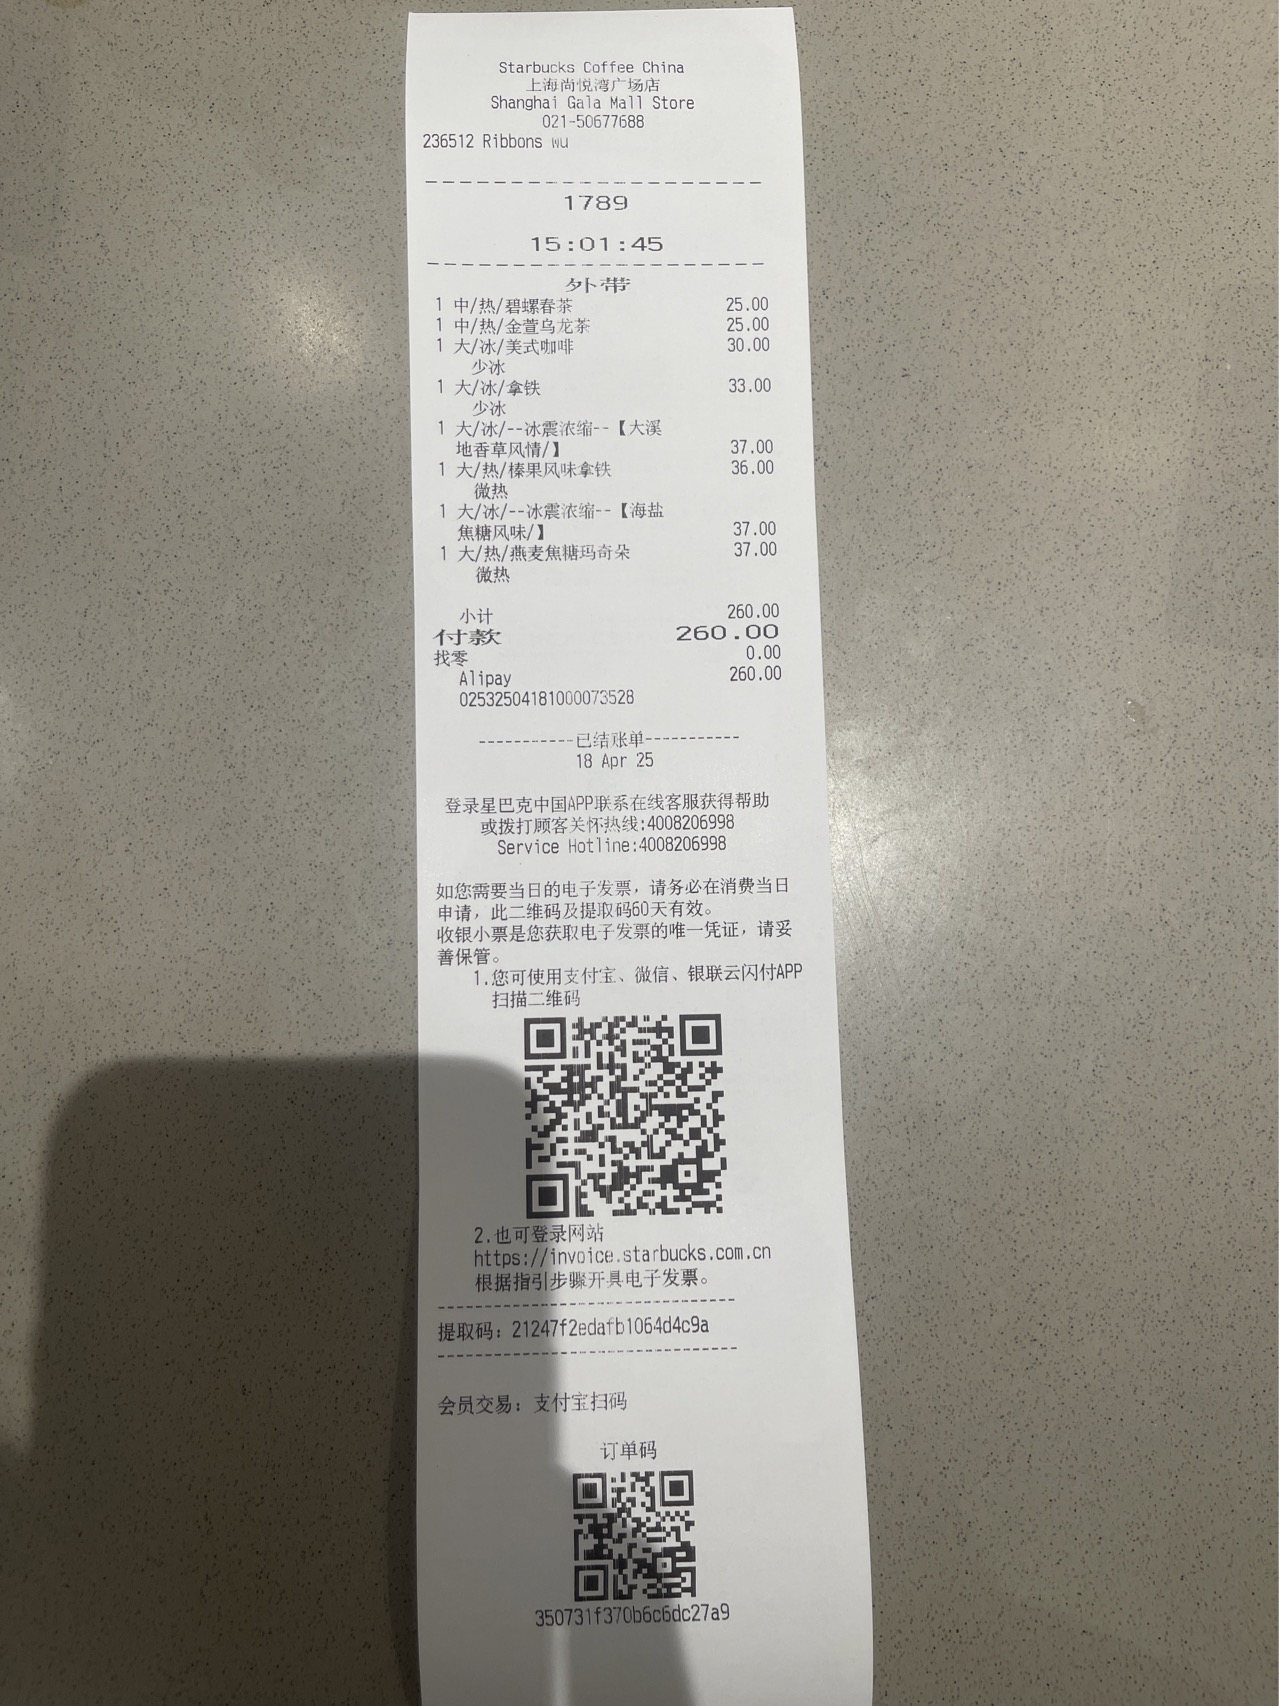 Starbucks Coffee China
上海尚悦湾广场店
Shanghai Gala Mall Store
021-50677688
236512 Ribbons wu
--------------------
1789
15:01:45
--------------------
外带
1 中/热/碧螺春茶 25.00
1 中/热/金萱乌龙茶 25.00
1 大/冰/美式咖啡 30.00
少冰
1 大/冰/拿铁 33.00
少冰
1 大/冰/--冰震浓缩--【大溪
地香草风情/】 37.00
1 大/热/榛果风味拿铁 36.00
微热
1 大/冰/--冰震浓缩--【海盐
焦糖风味/】 37.00
1 大/热/燕麦焦糖玛奇朵 37.00
微热
小计 260.00
付款 260.00
找零 0.00
Alipay 260.00
02532504181000073528
-----------已结账单-----------
18 Apr 25
登录星巴克中国APP联系在线客服获得帮助
或拨打顾客关怀热线:4008206998
Service Hotline:4008206998
如您需要当日的电子发票，请务必在消费当日
申请，此二维码及提取码60天有效。
收银小票是您获取电子发票的唯一凭证，请妥
善保管。
1.您可使用支付宝、微信、银联云闪付APP
扫描二维码
2.也可登录网站
https://invoice.starbucks.com.cn
根据指引步骤开具电子发票。
--------------------------------
提取码：21247f2edafb1064d4c9a
--------------------------------
会员交易：支付宝扫码
订单码
350731f370b6c6dc27a9